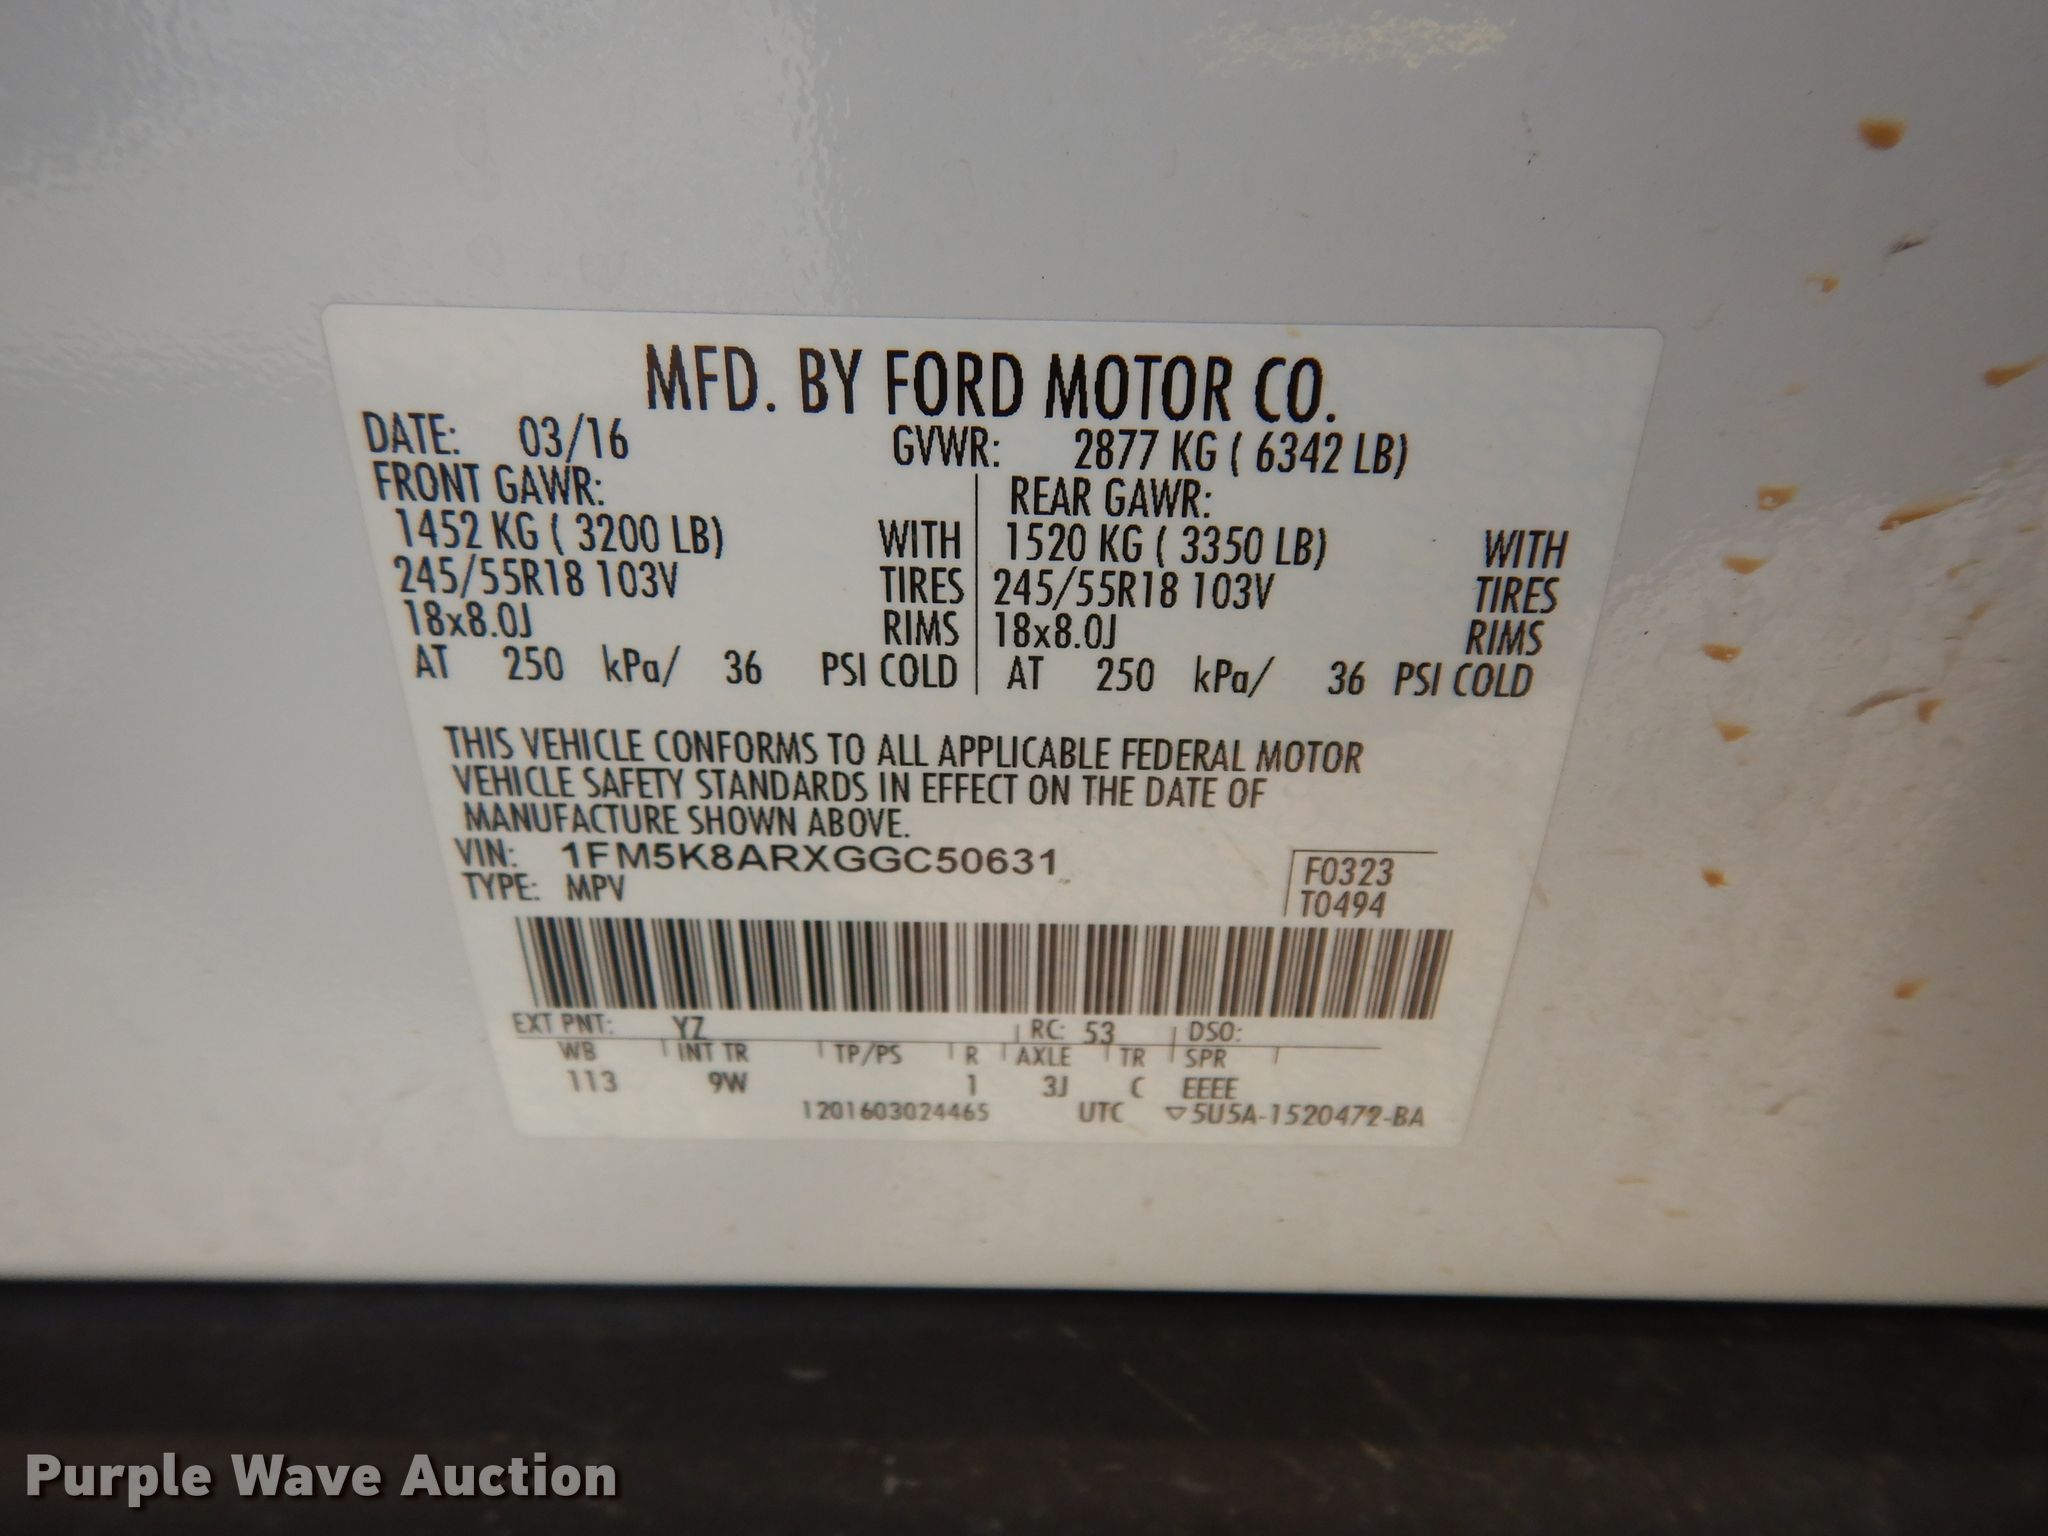 MFD. BY FORD MOTOR CO.
DATE: 03/16 GVWR: 2877 KG ( 6342 LB)
FRONT GAWR: REAR GAWR:
1452 KG ( 3200 LB) WITH 1520 KG ( 3350 LB) WITH
245/55R18 103V TIRES 245/55R18 103V TIRES
18x8.0J RIMS 18x8.0J RIMS
AT 250 kPa/ 36 PSI COLD AT 250 kPa/ 36 PSI COLD
THIS VEHICLE CONFORMS TO ALL APPLICABLE FEDERAL MOTOR
VEHICLE SAFETY STANDARDS IN EFFECT ON THE DATE OF
MANUFACTURE SHOWN ABOVE.
VIN: 1FM5K8ARXGGC50631 F0323
TYPE: MPV T0494
EXT PNT: YZ RC: 53 DSO:
WB INT TR TP/PS R AXLE TR SPR
113 9W 1 3J C EEEE
1201603024465 UTC ▽5U5A-1520472-BA
Purple Wave Auction